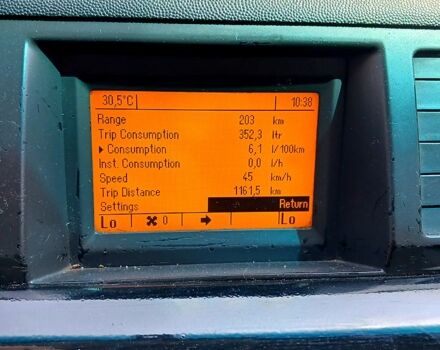 30,5°C 10:38
Range 203 km
Trip Consumption 352,3 ltr
Consumption 6,1 l/100km
Inst. Consumption 0,0 l/h
Speed 45 km/h
Trip Distance 1161,5 km
Settings Return
Lo 0 Lo